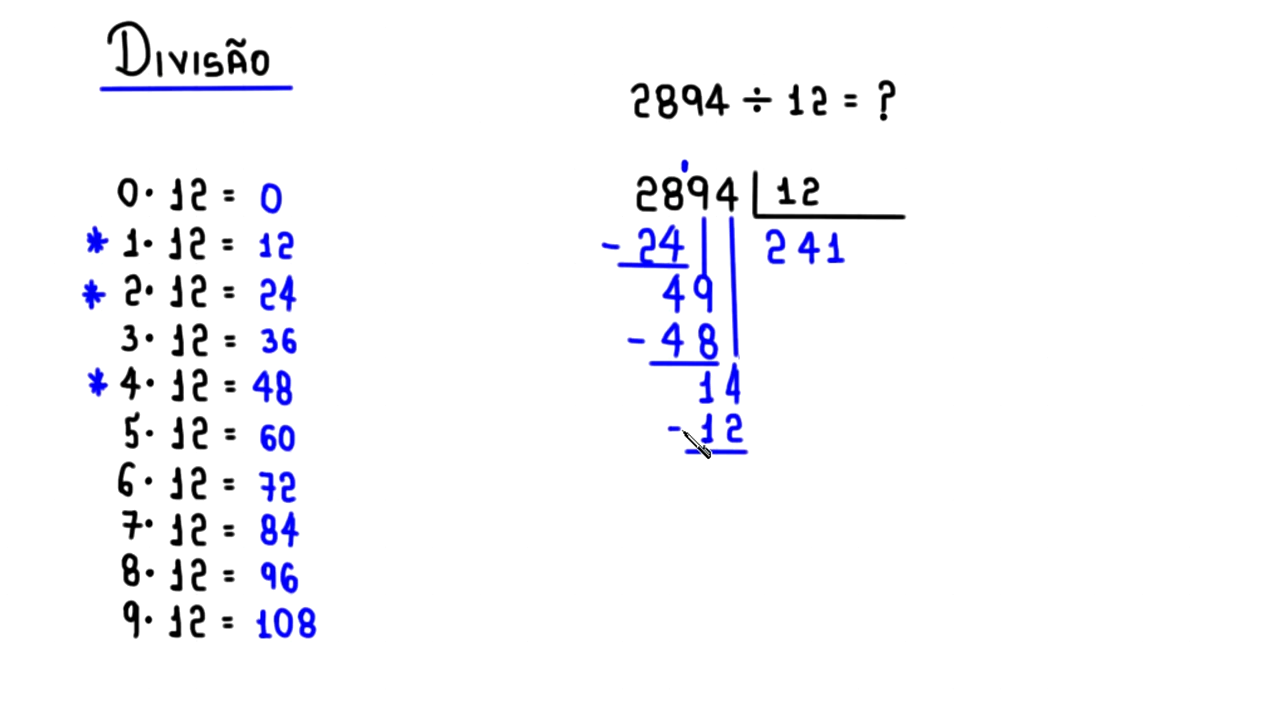 DIVISÃO
0· 12 = 0
* 1· 12 = 12
* 2· 12 = 24
3· 12 = 36
* 4· 12 = 48
5· 12 = 60
6· 12 = 72
7· 12 = 84
8· 12 = 96
9· 12 = 108
2894 ÷ 12 = ?
28'94 | 12
- 24 241
49
- 48
14
- 12